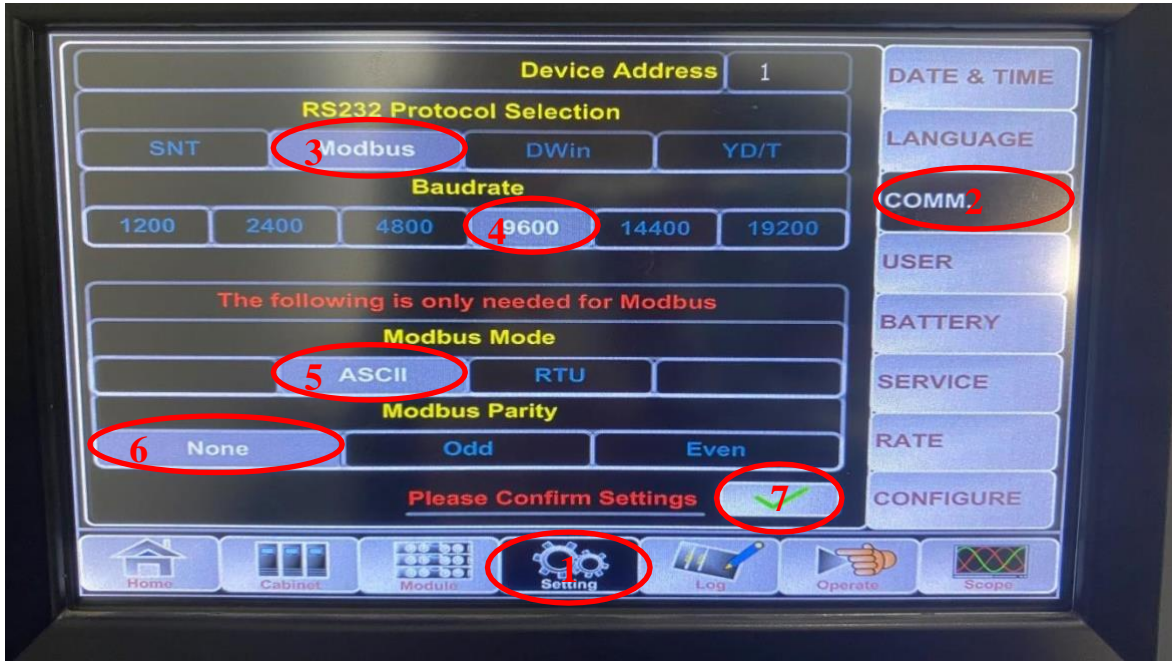 Device Address 1
RS232 Protocol Selection
SNT 3 Modbus DWin YD/T
Baudrate
1200 2400 4800 4 9600 14400 19200
The following is only needed for Modbus
Modbus Mode
5 ASCII RTU
Modbus Parity
6 None Odd Even
Please Confirm Settings 7
DATE & TIME
LANGUAGE
COMM. 2
USER
BATTERY
SERVICE
RATE
CONFIGURE
1
Home Cabinet Module Setting Log Operate Scope